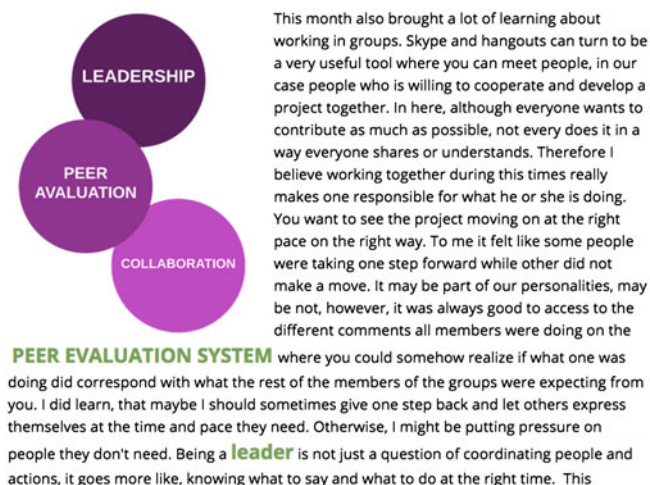 LEADERSHIP
PEER
AVALUATION
COLLABORATION
This month also brought a lot of learning about
working in groups. Skype and hangouts can turn to be
a very useful tool where you can meet people, in our
case people who is willing to cooperate and develop a
project together. In here, although everyone wants to
contribute as much as possible, not every does it in a
way everyone shares or understands. Therefore I
believe working together during this times really
makes one responsible for what he or she is doing.
You want to see the project moving on at the right
pace on the right way. To me it felt like some people
were taking one step forward while other did not
make a move. It may be part of our personalities, may
be not, however, it was always good to access to the
different comments all members were doing on the
PEER EVALUATION SYSTEM where you could somehow realize if what one was
doing did correspond with what the rest of the members of the groups were expecting from
you. I did learn, that maybe I should sometimes give one step back and let others express
themselves at the time and pace they need. Otherwise, I might be putting pressure on
people they don't need. Being a leader is not just a question of coordinating people and
actions, it goes more like, knowing what to say and what to do at the right time. This